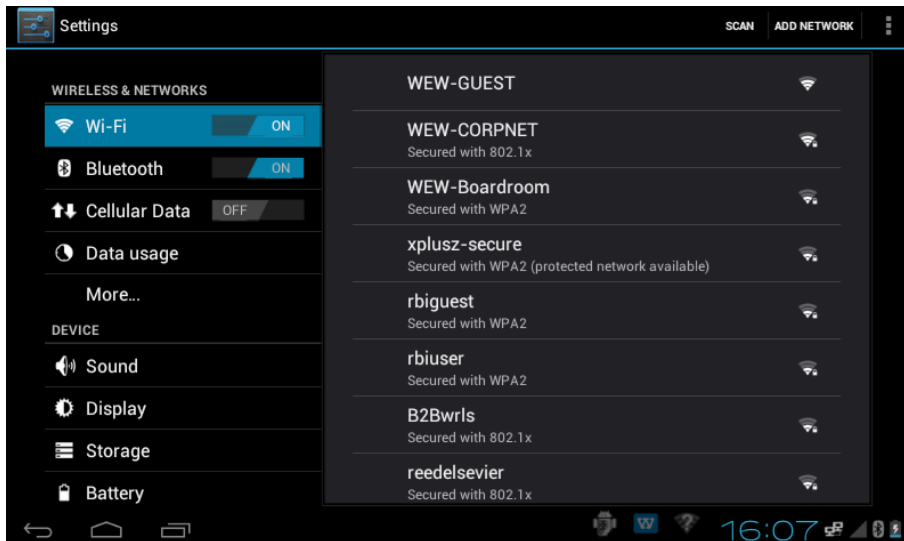 Settings
SCAN
ADD NETWORK
WIRELESS & NETWORKS
Wi-Fi
ON
Bluetooth
ON
Cellular Data
OFF
Data usage
More...
DEVICE
Sound
Display
Storage
Battery
WEW-GUEST
WEW-CORPNET
Secured with 802.1x
WEW-Boardroom
Secured with WPA2
xplusz-secure
Secured with WPA2 (protected network available)
rbiguest
Secured with WPA2
rbiuser
Secured with WPA2
B2Bwrls
Secured with 802.1x
reedelsevier
Secured with 802.1x
W
?
16:07